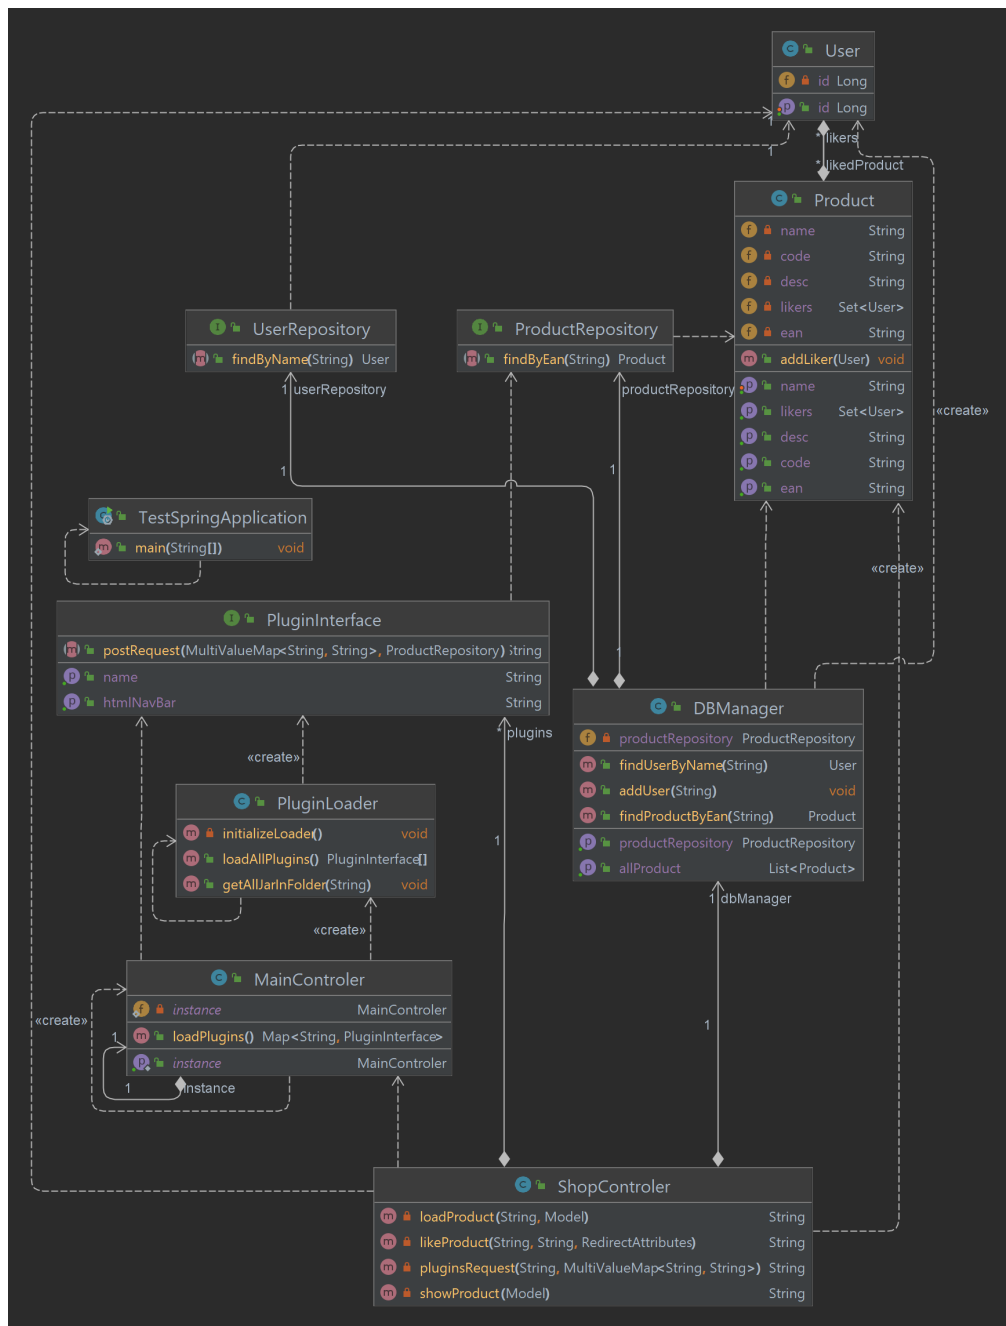 User
id Long
id Long
1
* likers
1
* likedProduct
Product
name String
code String
desc String
likers Set<User>
ean String
addLiker(User) void
name String
likers Set<User>
desc String
code String
ean String
UserRepository
findByName(String) User
ProductRepository
findByEan(String) Product
1 userRepository
productRepository
«create»
1
1
TestSpringApplication
main(String[]) void
«create»
PluginInterface
postRequest(MultiValueMap<String, String>, ProductRepository) String
name String
htmlNavBar String
1
DBManager
productRepository ProductRepository
findUserByName(String) User
addUser(String) void
findProductByEan(String) Product
productRepository ProductRepository
allProduct List<Product>
* plugins
«create»
PluginLoader
initializeLoader() void
loadAllPlugins() PluginInterface[]
getAllJarInFolder(String) void
1
1 dbManager
«create»
MainControler
instance MainControler
loadPlugins() Map<String, PluginInterface>
instance MainControler
«create»
1
1
1
instance
ShopControler
loadProduct(String, Model) String
likeProduct(String, String, RedirectAttributes) String
pluginsRequest(String, MultiValueMap<String, String>) String
showProduct(Model) String